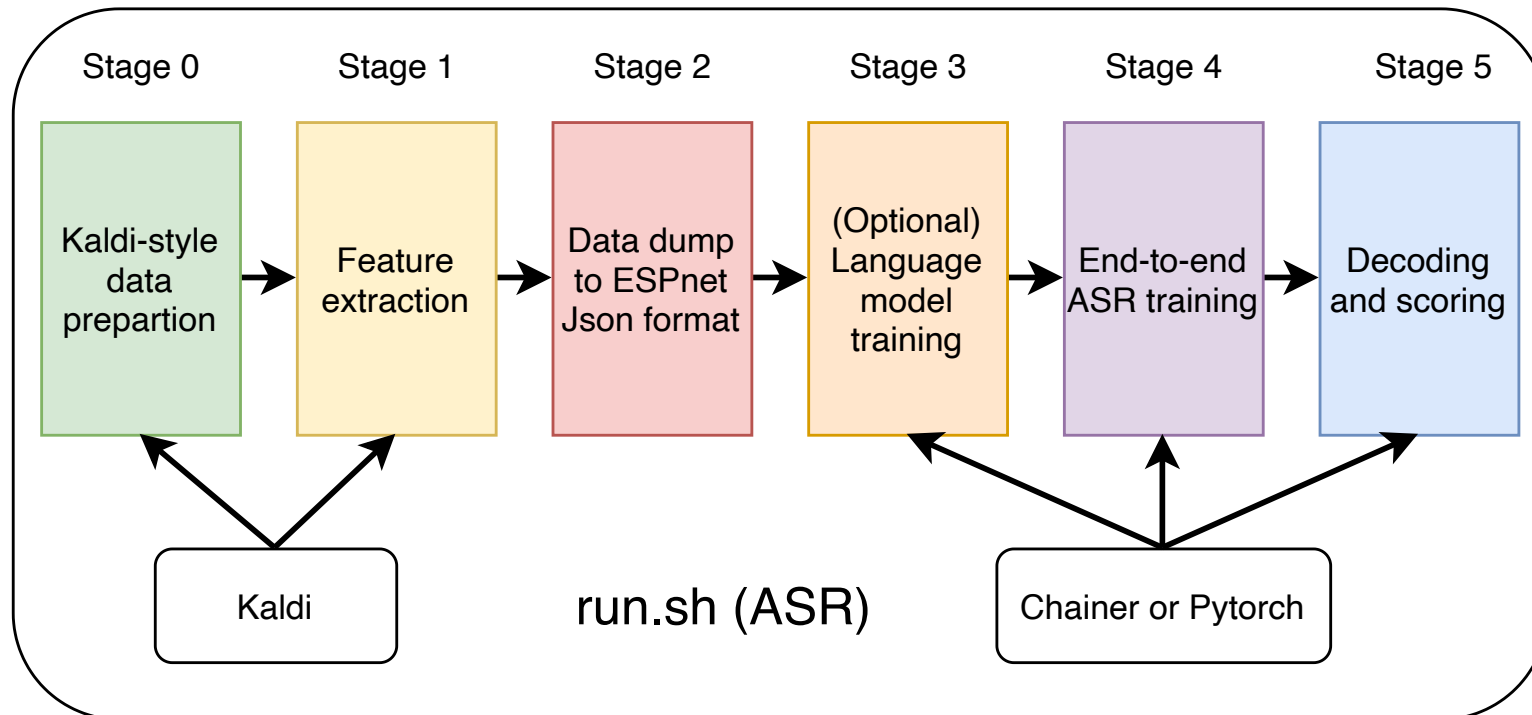 Stage 0
Stage 1
Stage 2
Stage 3
Stage 4
Stage 5
Kaldi-style
data
prepartion
Feature
extraction
Data dump
to ESPnet
Json format
(Optional)
Language
model
training
End-to-end
ASR training
Decoding
and scoring
Kaldi
run.sh (ASR)
Chainer or Pytorch